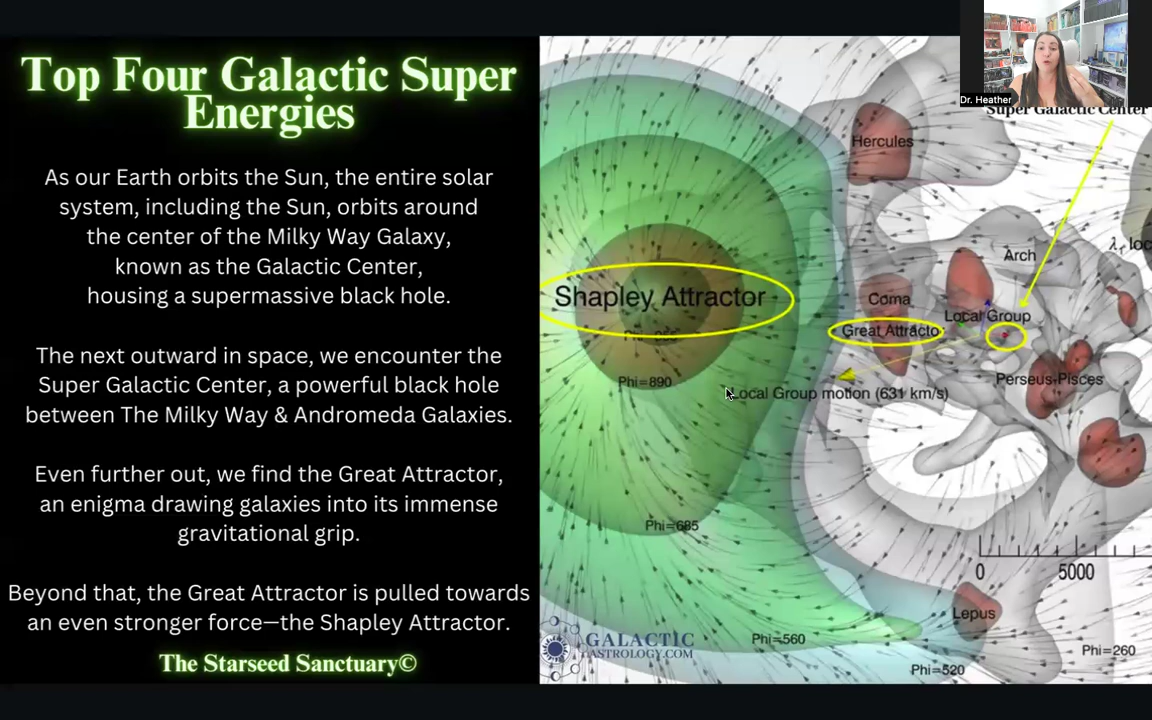 Top Four Galactic Super
Energies
As our Earth orbits the Sun, the entire solar
system, including the Sun, orbits around
the center of the Milky Way Galaxy,
known as the Galactic Center,
housing a supermassive black hole.
The next outward in space, we encounter the
Super Galactic Center, a powerful black hole
between The Milky Way & Andromeda Galaxies.
Even further out, we find the Great Attractor,
an enigma drawing galaxies into its immense
gravitational grip.
Beyond that, the Great Attractor is pulled towards
an even stronger force—the Shapley Attractor.
The Starseed Sanctuary©
Dr. Heather
Super Galactic Center
Hercules
Arch
Shapley Attractor
Coma
Local Group
Great Attracto
Phi=890
Perseus-Pisces
Local Group motion (631 km/s)
Phi=685
0
5000
Lepus
Phi=560
Phi=260
Phi=520
GALACTIC
ASTROLOGY.COM